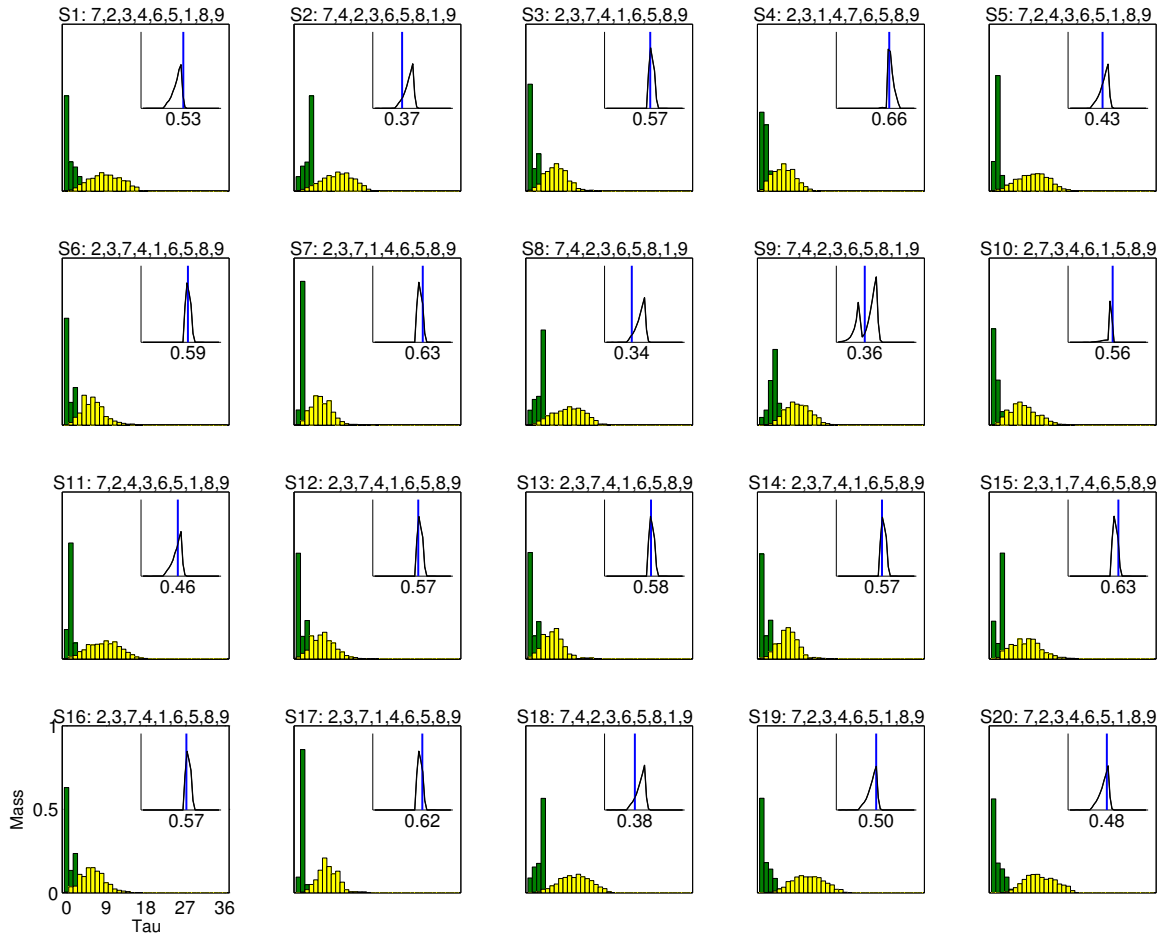 S1: 7,2,3,4,6,5,1,8,9
S2: 7,4,2,3,6,5,8,1,9
S3: 2,3,7,4,1,6,5,8,9
S4: 2,3,1,4,7,6,5,8,9
S5: 7,2,4,3,6,5,1,8,9
0.53
0.37
0.57
0.66
0.43
S6: 2,3,7,4,1,6,5,8,9
S7: 2,3,7,1,4,6,5,8,9
S8: 7,4,2,3,6,5,8,1,9
S9: 7,4,2,3,6,5,8,1,9
S10: 2,7,3,4,6,1,5,8,9
0.59
0.63
0.34
0.36
0.56
S11: 7,2,4,3,6,5,1,8,9
S12: 2,3,7,4,1,6,5,8,9
S13: 2,3,7,4,1,6,5,8,9
S14: 2,3,7,4,1,6,5,8,9
S15: 2,3,1,7,4,6,5,8,9
0.46
0.57
0.58
0.57
0.63
S16: 2,3,7,4,1,6,5,8,9
S17: 2,3,7,1,4,6,5,8,9
S18: 7,4,2,3,6,5,8,1,9
S19: 7,2,3,4,6,5,1,8,9
S20: 7,2,3,4,6,5,1,8,9
1
0.5
0
Mass
0.57
0.62
0.38
0.50
0.48
0 9 18 27 36
Tau